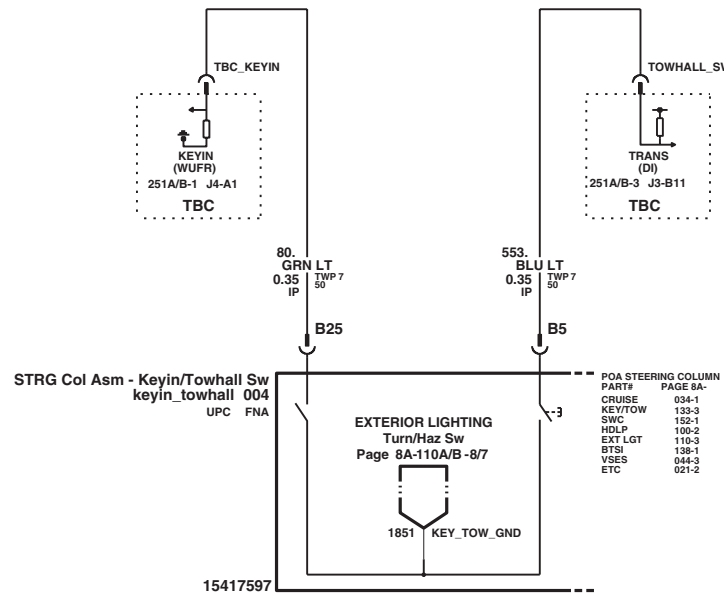 TBC_KEYIN
KEYIN
(WUFR)
251A/B-1 J4-A1
TBC
TOWHALL_SW
TRANS
(DI)
251A/B-3 J3-B11
TBC
80.
GRN LT
0.35 TWP 7
IP 50
553.
BLU LT
0.35 TWP 7
IP 50
B25
B5
STRG Col Asm - Keyin/Towhall Sw
keyin_towhall 004
UPC FNA
EXTERIOR LIGHTING
Turn/Haz Sw
Page 8A-110A/B -8/7
1851 KEY_TOW_GND
15417597
POA STEERING COLUMN
PART# PAGE 8A-
CRUISE 034-1
KEY/TOW 133-3
SWC 152-1
HDLP 100-2
EXT LGT 110-3
BTSI 138-1
VSES 044-3
ETC 021-2